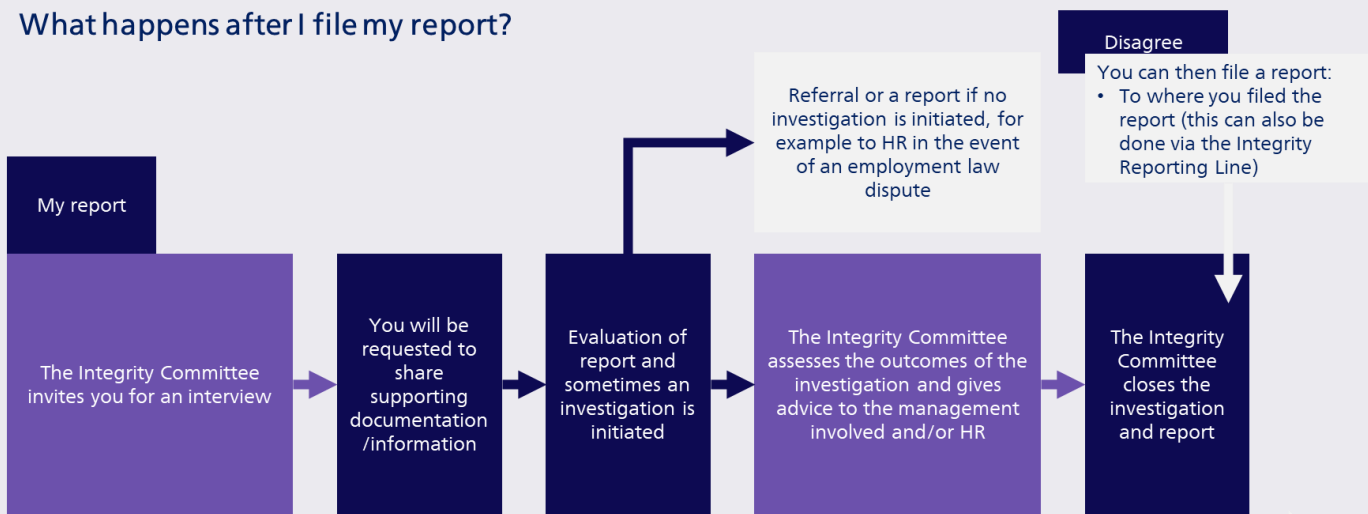 What happens after I file my report?
My report
The Integrity Committee
invites you for an interview
You will be
requested to
share
supporting
documentation
/information
Evaluation of
report and
sometimes an
investigation is
initiated
Referral or a report if no
investigation is initiated, for
example to HR in the event
of an employment law
dispute
The Integrity Committee
assesses the outcomes of the
investigation and gives
advice to the management
involved and/or HR
Disagree
You can then file a report:
• To where you filed the
report (this can also be
done via the Integrity
Reporting Line)
The Integrity
Committee
closes the
investigation
and report